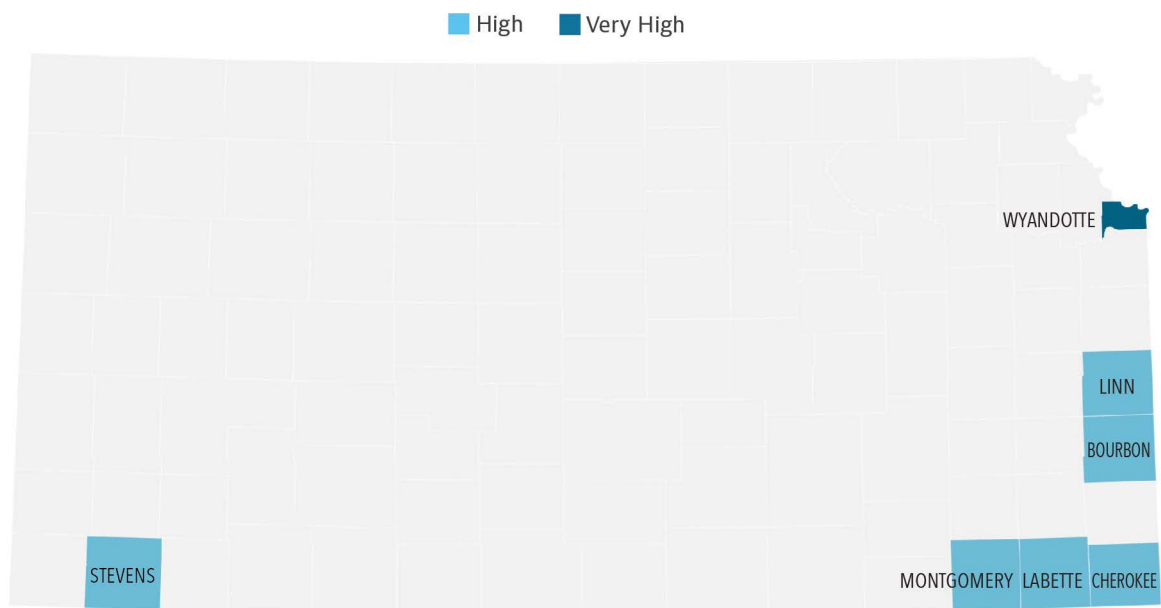 High
Very High
WYANDOTTE
LINN
BOURBON
STEVENS
MONTGOMERY
LABETTE
CHEROKEE